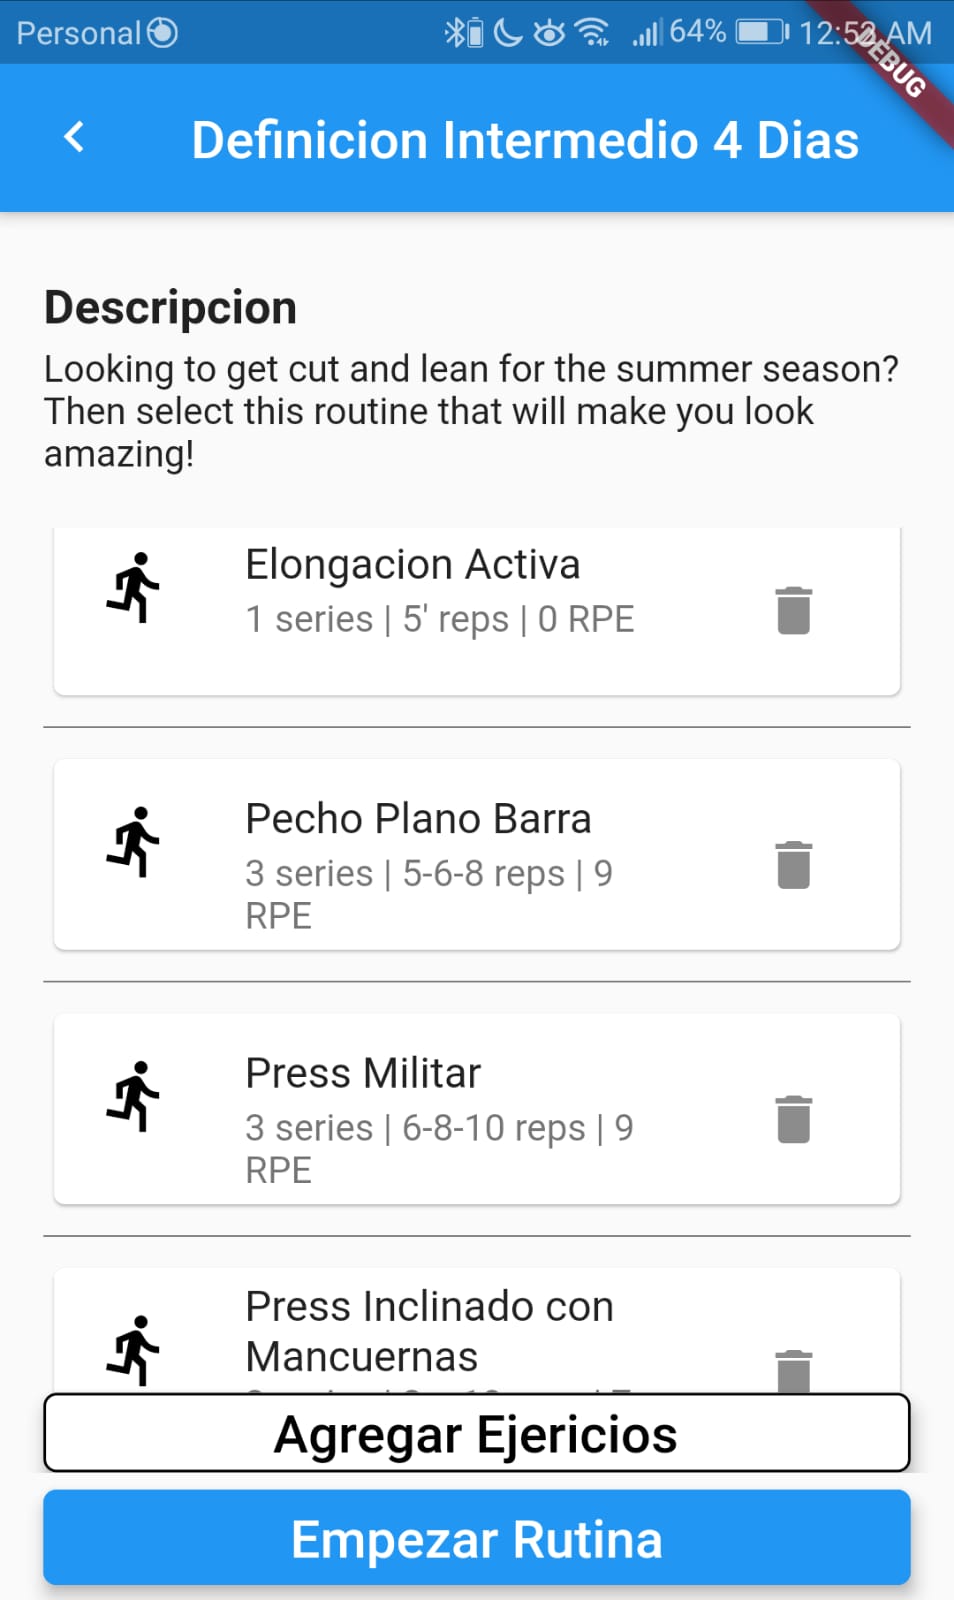 Personal
64% 12:52 AM
DEBUG
Definicion Intermedio 4 Dias
Descripcion
Looking to get cut and lean for the summer season?
Then select this routine that will make you look
amazing!
Elongacion Activa
1 series | 5' reps | 0 RPE
Pecho Plano Barra
3 series | 5-6-8 reps | 9
RPE
Press Militar
3 series | 6-8-10 reps | 9
RPE
Press Inclinado con
Mancuernas
Agregar Ejericios
Empezar Rutina